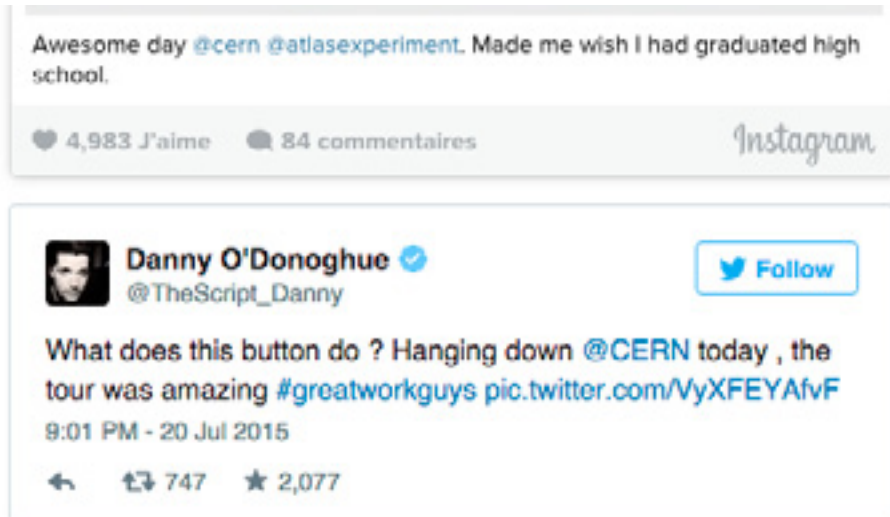 Awesome day @cern @atlasexperiment. Made me wish I had graduated high
school.
4,983 J'aime 84 commentaires Instagram
Danny O'Donoghue Follow
@TheScript_Danny
What does this button do ? Hanging down @CERN today , the
tour was amazing #greatworkguys pic.twitter.com/VyXFEYAfvF
9:01 PM - 20 Jul 2015
747 2,077